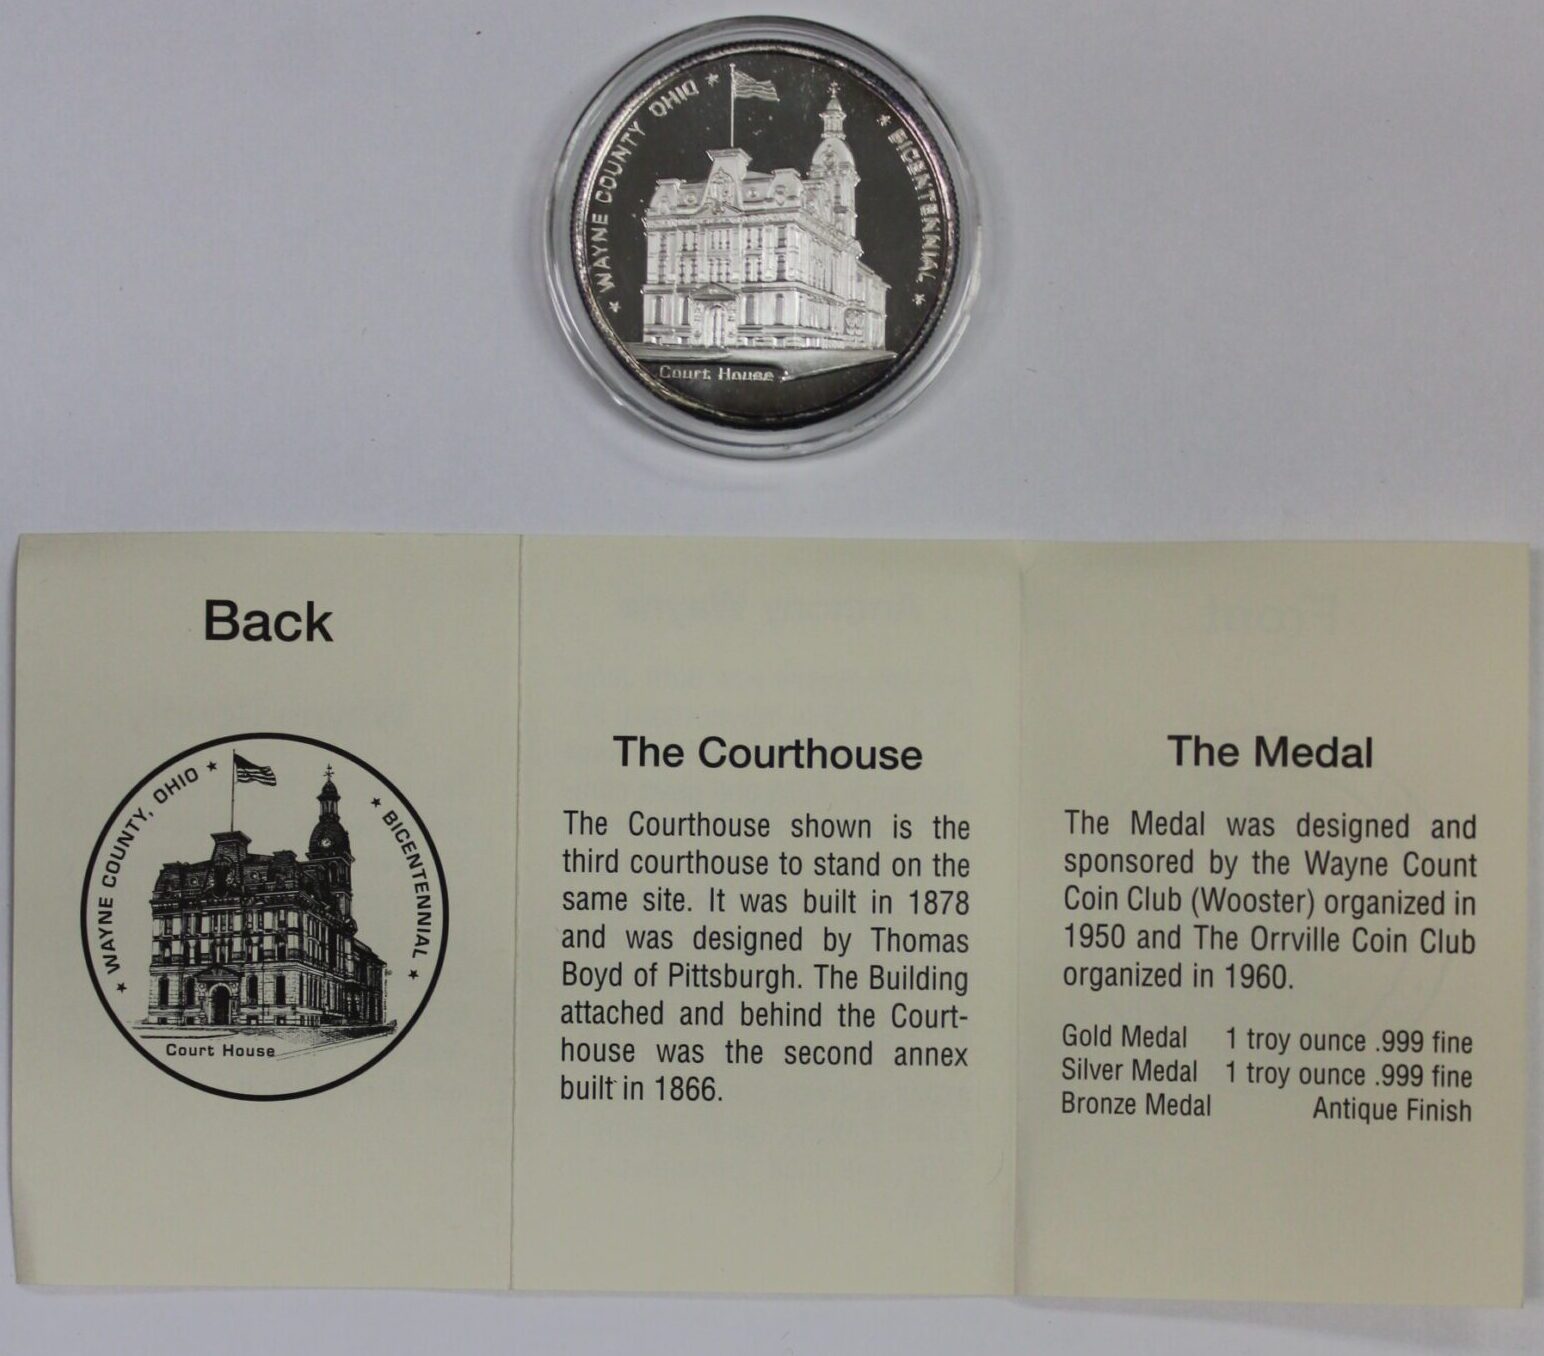 ★ WAYNE COUNTY OHIO ★
★ BICENTENNIAL ★
Court House
Back
★ WAYNE COUNTY, OHIO ★
★ BICENTENNIAL ★
Court House
The Courthouse
The Courthouse shown is the
third courthouse to stand on the
same site. It was built in 1878
and was designed by Thomas
Boyd of Pittsburgh. The Building
attached and behind the Court-
house was the second annex
built in 1866.
The Medal
The Medal was designed and
sponsored by the Wayne Count
Coin Club (Wooster) organized in
1950 and The Orrville Coin Club
organized in 1960.
Gold Medal 1 troy ounce .999 fine
Silver Medal 1 troy ounce .999 fine
Bronze Medal Antique Finish